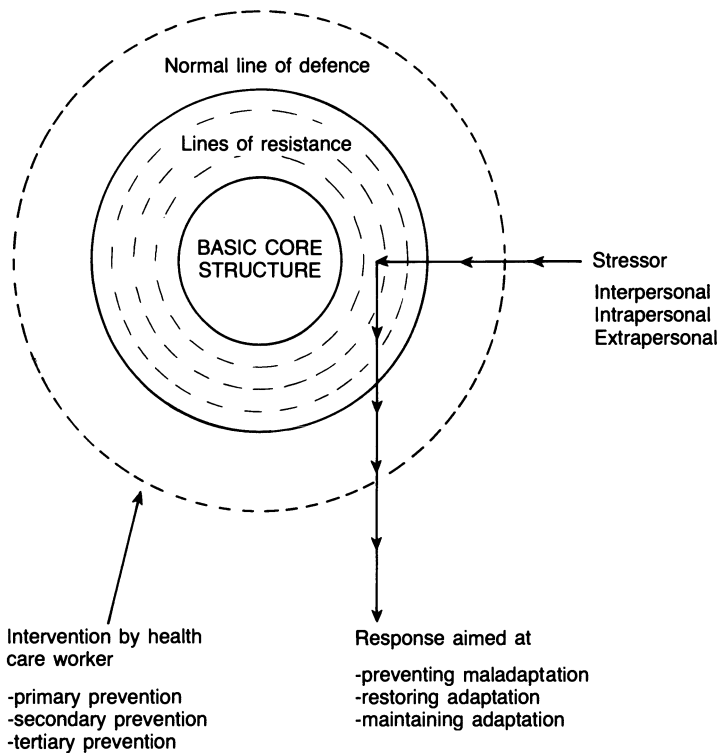 Normal line of defence
Lines of resistance
BASIC CORE
STRUCTURE
Stressor
Interpersonal
Intrapersonal
Extrapersonal
Intervention by health
care worker
-primary prevention
-secondary prevention
-tertiary prevention
Response aimed at
-preventing maladaptation
-restoring adaptation
-maintaining adaptation